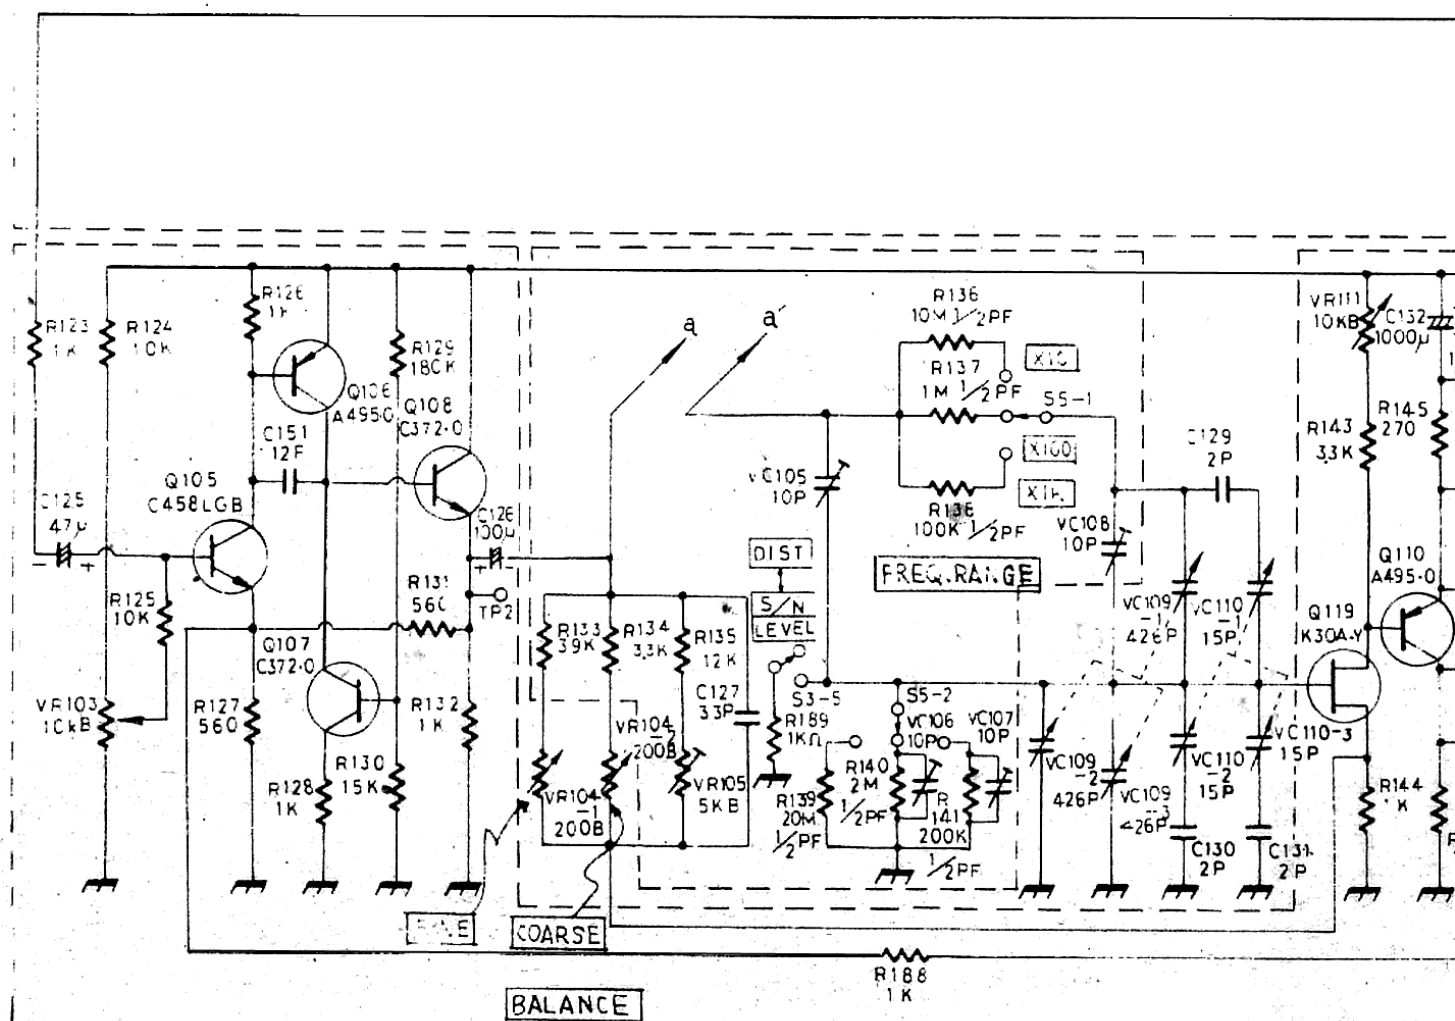 R123
1K
R124
10K
R126
R129
180K
Q106
A495-O
Q108
C372-O
C151
12F
Q105
C458LGB
C125
47μ
C126
100μ
R125
10K
R131
TP2
Q107
C372-O
VR103
10kB
R127
560
R132
1K
R128
1K
R130
15K
a
a'
R136
10M 1/2PF
R137
1M 1/2PF
X10
S5-1
X100
X1K
R138
100K 1/2PF
VC105
10P
FREQ.RANGE
DIST
S/N
LEVEL
S3-5
R133
39K
R134
3.3K
R135
12K
C127
33P
VR104
-2
200B
VR104
-1
200B
VR105
5KB
R189
1KΩ
S5-2
VC106
10P
VC107
10P
R140
2M
1/2PF
R139
20M
1/2PF
R
141
200K
1/2PF
VC108
10P
C129
2P
VC109
-1
426P
VC110
-1
15P
VC109
-2
426P
VC109
-3
426P
VC110
-2
15P
VC110-3
15P
C130
2P
C131
2P
VR111
10KB
C132
1000μ
R143
3.3K
R145
270
Q110
A495-O
Q119
K30A-Y
R144
1K
COARSE
R188
1K
BALANCE